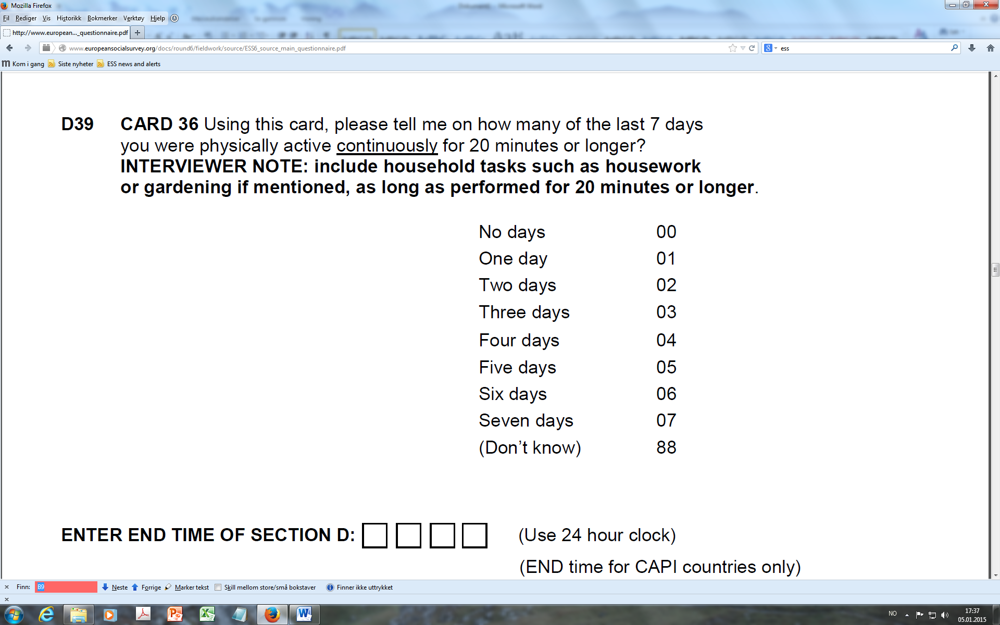 Mozilla Firefox
Fil Rediger Vis Historikk Bokmerker Verktøy Hjelp
http://www.european..._questionnaire.pdf
www.europeansocialsurvey.org/docs/round6/fieldwork/source/ESS6_source_main_questionnaire.pdf
ess
Kom i gang Siste nyheter ESS news and alerts
D39 CARD 36 Using this card, please tell me on how many of the last 7 days
you were physically active continuously for 20 minutes or longer?
INTERVIEWER NOTE: include household tasks such as housework
or gardening if mentioned, as long as performed for 20 minutes or longer.
No days 00
One day 01
Two days 02
Three days 03
Four days 04
Five days 05
Six days 06
Seven days 07
(Don't know) 88
ENTER END TIME OF SECTION D: (Use 24 hour clock)
(END time for CAPI countries only)
Finn: B9 Neste Forrige Marker tekst Skill mellom store/små bokstaver Finner ikke uttrykket
NO 17:37
05.01.2015